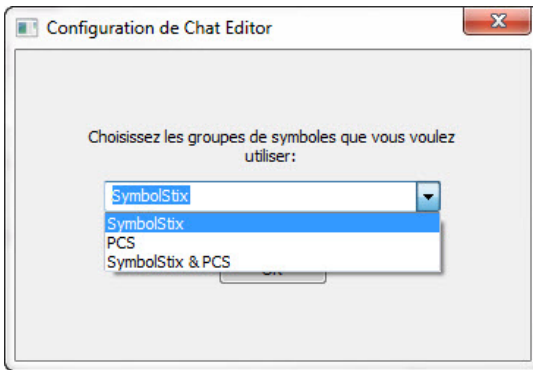 Configuration de Chat Editor
Choisissez les groupes de symboles que vous voulez
utiliser:
SymbolStix
SymbolStix
PCS
SymbolStix & PCS